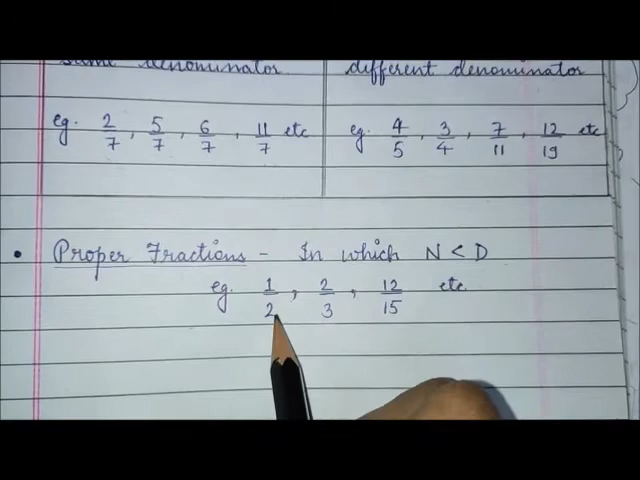 same denominator
different denominator
eg. 2/7, 5/7, 6/7, 11/7 etc
eg. 4/5, 3/4, 7/11, 12/19 etc
• Proper Fractions - In which N < D
eg. 1/2, 2/3, 12/15 etc